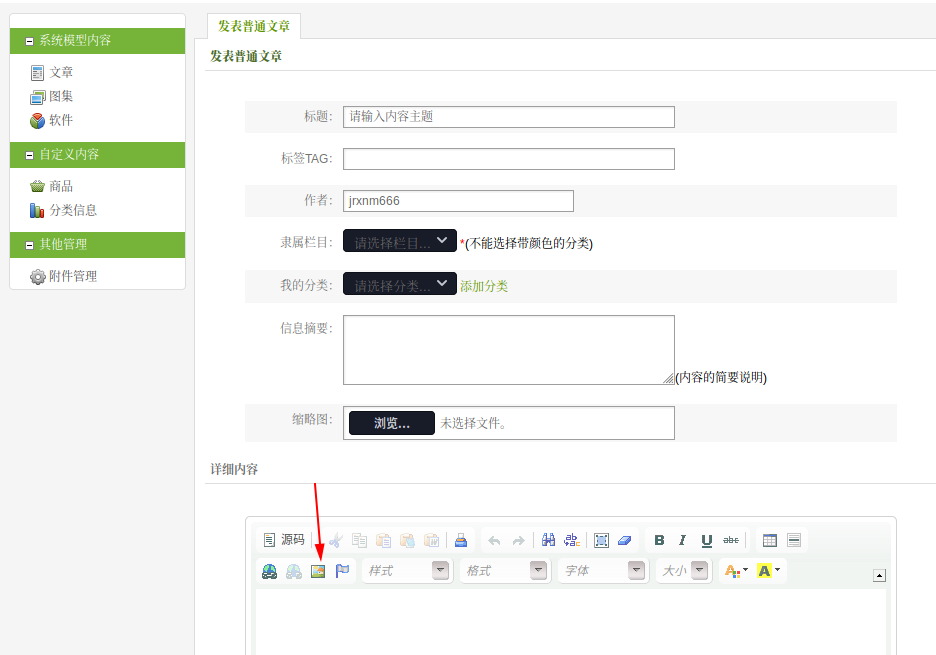 系统模型内容
文章
图集
软件
自定义内容
商品
分类信息
其他管理
附件管理
发表普通文章
发表普通文章
标题: 请输入内容主题
标签TAG:
作者: jrxnm666
隶属栏目: 请选择栏目... *(不能选择带颜色的分类)
我的分类: 请选择分类... 添加分类
信息摘要: (内容的简要说明)
缩略图: 浏览... 未选择文件。
详细内容
源码 B I U abc
样式 格式 字体 大小 A A